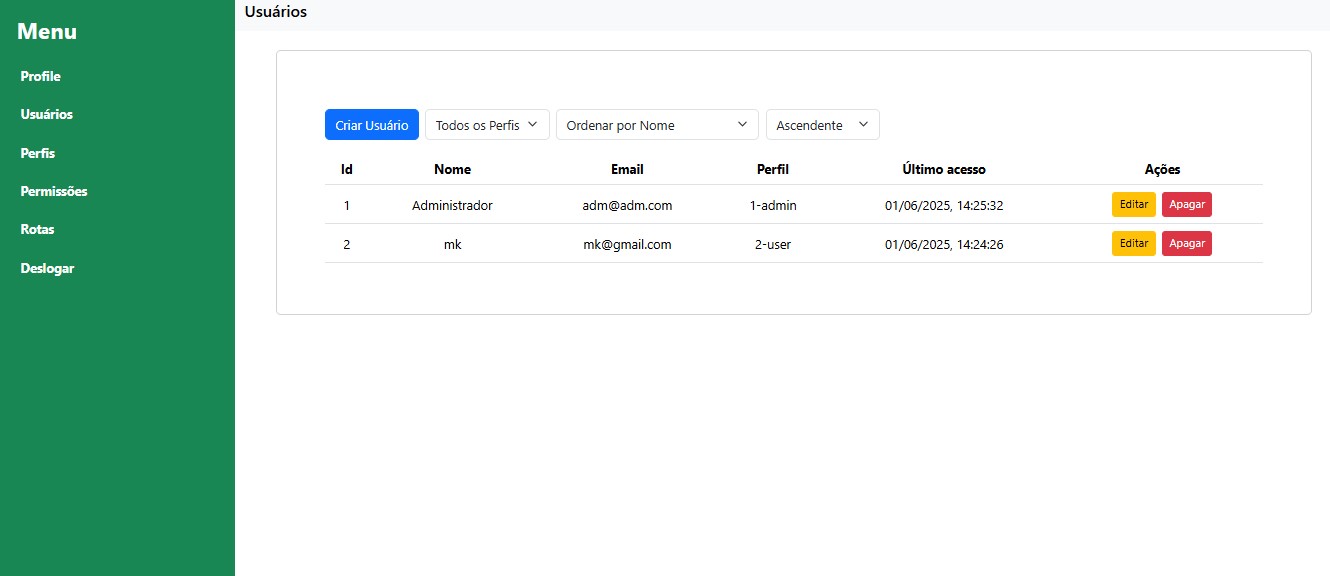 Menu
Profile
Usuários
Perfis
Permissões
Rotas
Deslogar
Usuários
Criar Usuário Todos os Perfis Ordenar por Nome Ascendente
Id Nome Email Perfil Último acesso Ações
1 Administrador adm@adm.com 1-admin 01/06/2025, 14:25:32 Editar Apagar
2 mk mk@gmail.com 2-user 01/06/2025, 14:24:26 Editar Apagar